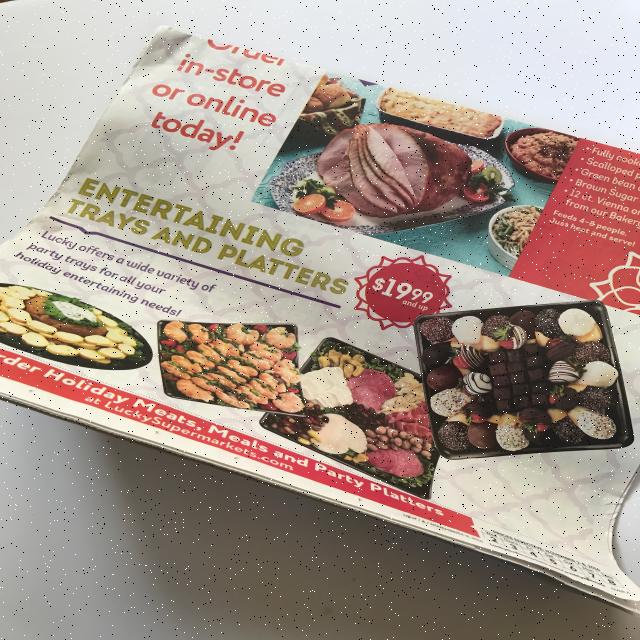 Order
in-store
or online
today!
• Fully cooked
• Scalloped
• Green bean
• Brown Sugar
• 12 ct. Vienna
from our Bakery
Feeds 4-6 people.
Just heat and serve!
ENTERTAINING
TRAYS AND PLATTERS
Lucky offers a wide variety of
party trays for all your
holiday entertaining needs!
$19.99
and up
Order Holiday Meats, Meals and Party Platters
at LuckySupermarkets.com